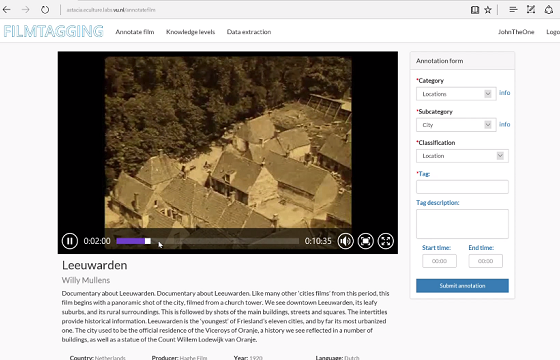 astacus.eculture.labs.vu.nl/annotatefilm
FILMTAGGING
Annotate film
Knowledge levels
Data extraction
JohnTheOne
Logo
0:02:00
0:10:35
Leeuwarden
Willy Mullens
Documentary about Leeuwarden. Documentary about Leeuwarden. Like many other 'cities films' from this period, this
film begins with a panoramic shot of the city, filmed from a church tower. We see downtown Leeuwarden, its leafy
suburbs, and its rural surroundings. This is followed by shots of the main buildings, streets and squares. The intertitles
provide historical information. Leeuwarden is the 'youngest' of Friesland's eleven cities, and by far its most urbanized
one. The city used to be the official residence of the Viceroys of Oranje, a history we see reflected in a number of
buildings, as well as a statue of the Count Willem Lodewijk van Oranje.
Country: Netherlands
Producer: Haghe Film
Year: 1920
Language: Dutch
Annotation form
*Category
Locations
info
*Subcategory
City
info
*Classification
Location
*Tag:
Tag description:
Start time:
End time:
00:00
00:00
Submit annotation